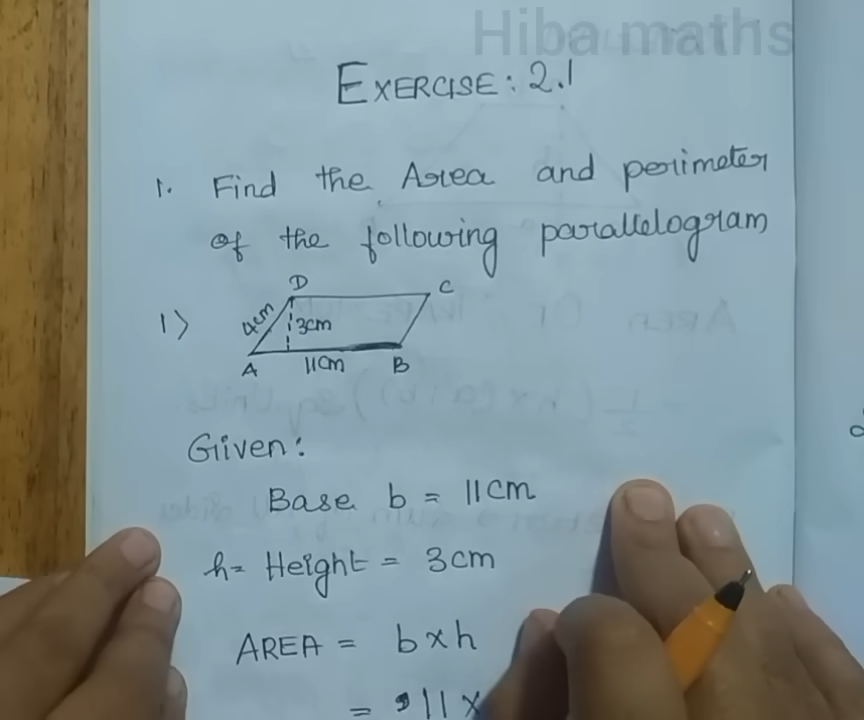 Hiba maths
EXERCISE: 2.1
1. Find the Area and perimeter
of the following parallelogram
1)
D
C
4cm
3cm
A
11cm
B
Given:
Base b = 11cm
h= Height = 3cm
AREA = b x h
= 11 x